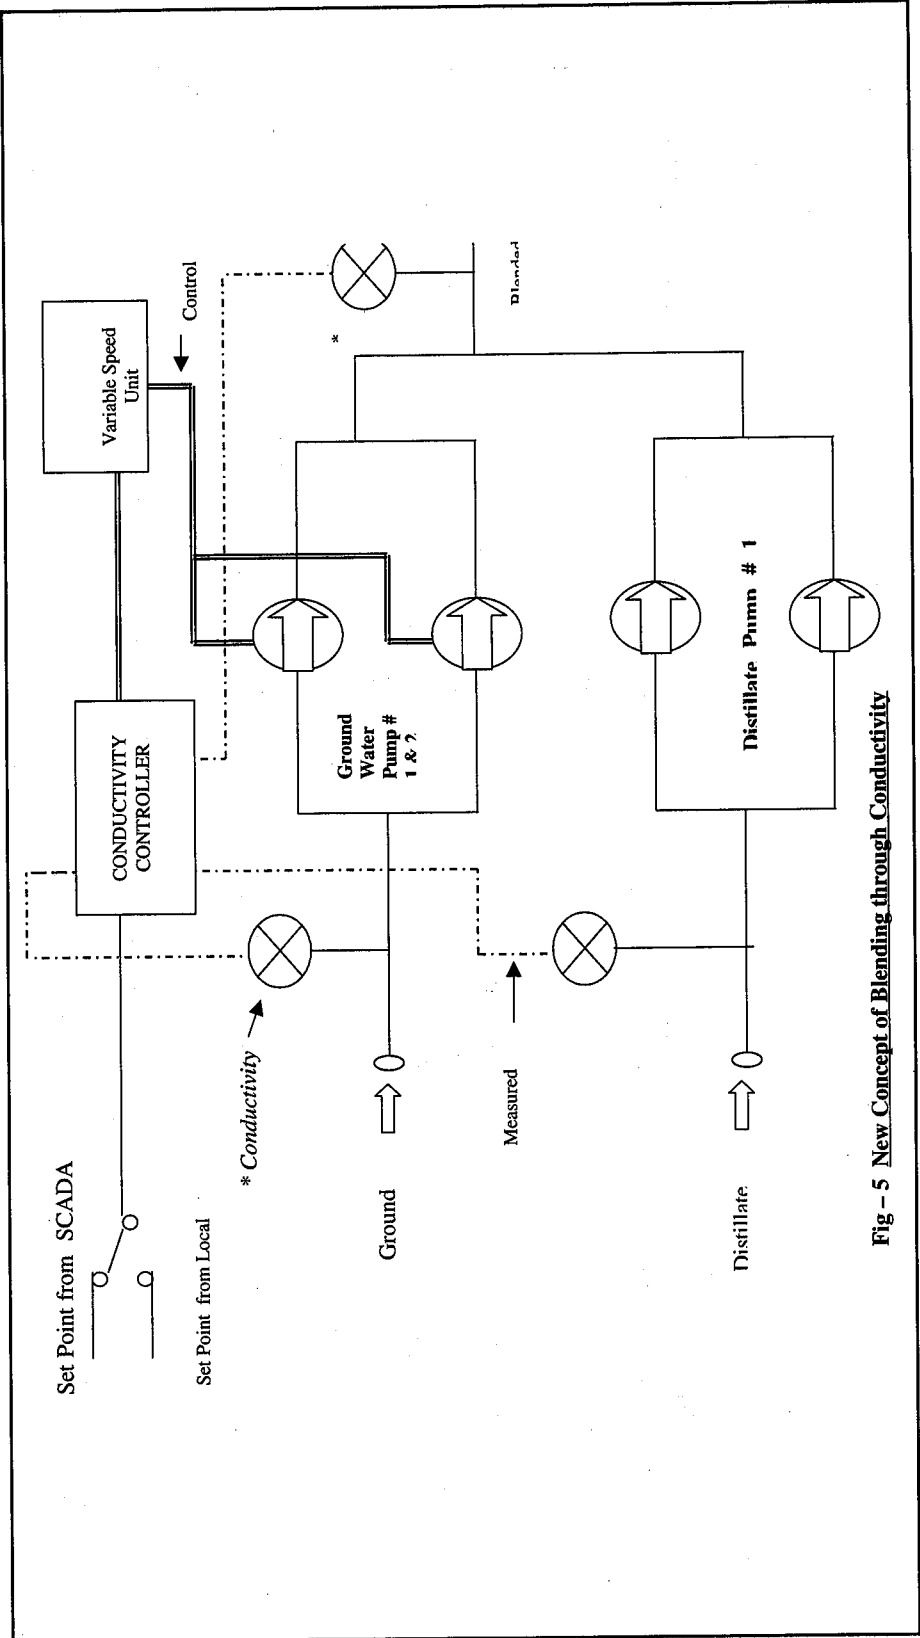 Set Point from SCADA
Set Point from Local
CONDUCTIVITY
CONTROLLER
Variable Speed
Unit
Control
* Conductivity
*
Ground
Ground
Water
Pump #
1 & 2
Measured
Blended
Distillate
Distillate Pump # 1
Fig – 5 New Concept of Blending through Conductivity